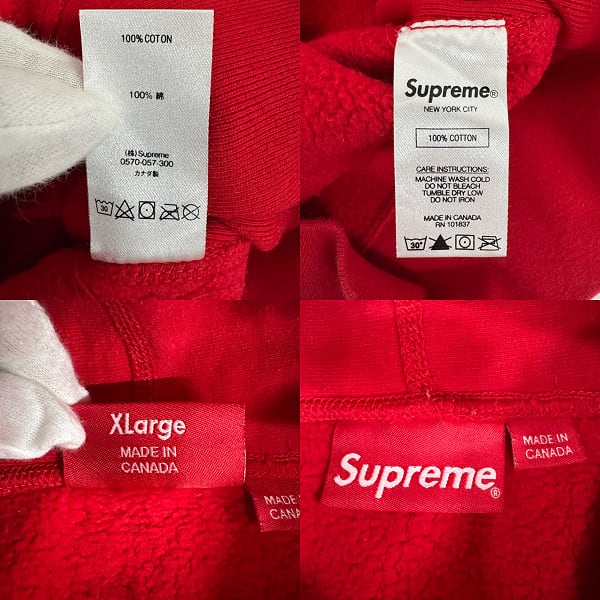 100% COTON
100% 綿
(株)Supreme
0570-057-300
カナダ製
30
Supreme®
NEW YORK CITY
100% COTTON
CARE INSTRUCTIONS:
MACHINE WASH COLD
DO NOT BLEACH
TUMBLE DRY LOW
DO NOT IRON
MADE IN CANADA
RN 101837
30°
XLarge
MADE IN
CANADA
MADE
CANA
Supreme®
MADE IN
CANADA